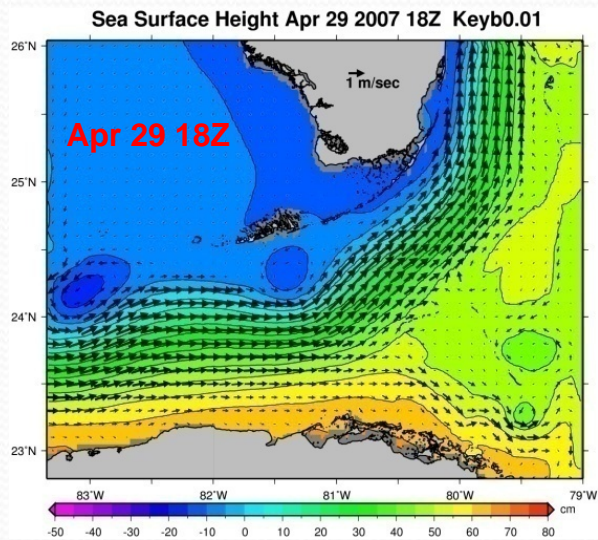 Sea Surface Height Apr 29 2007 18Z Keyb0.01
26°N
1 m/sec
Apr 29 18Z
25°N
24°N
23°N
83°W 82°W 81°W 80°W 79°W
-50 -40 -30 -20 -10 0 10 20 30 40 50 60 70 80 cm